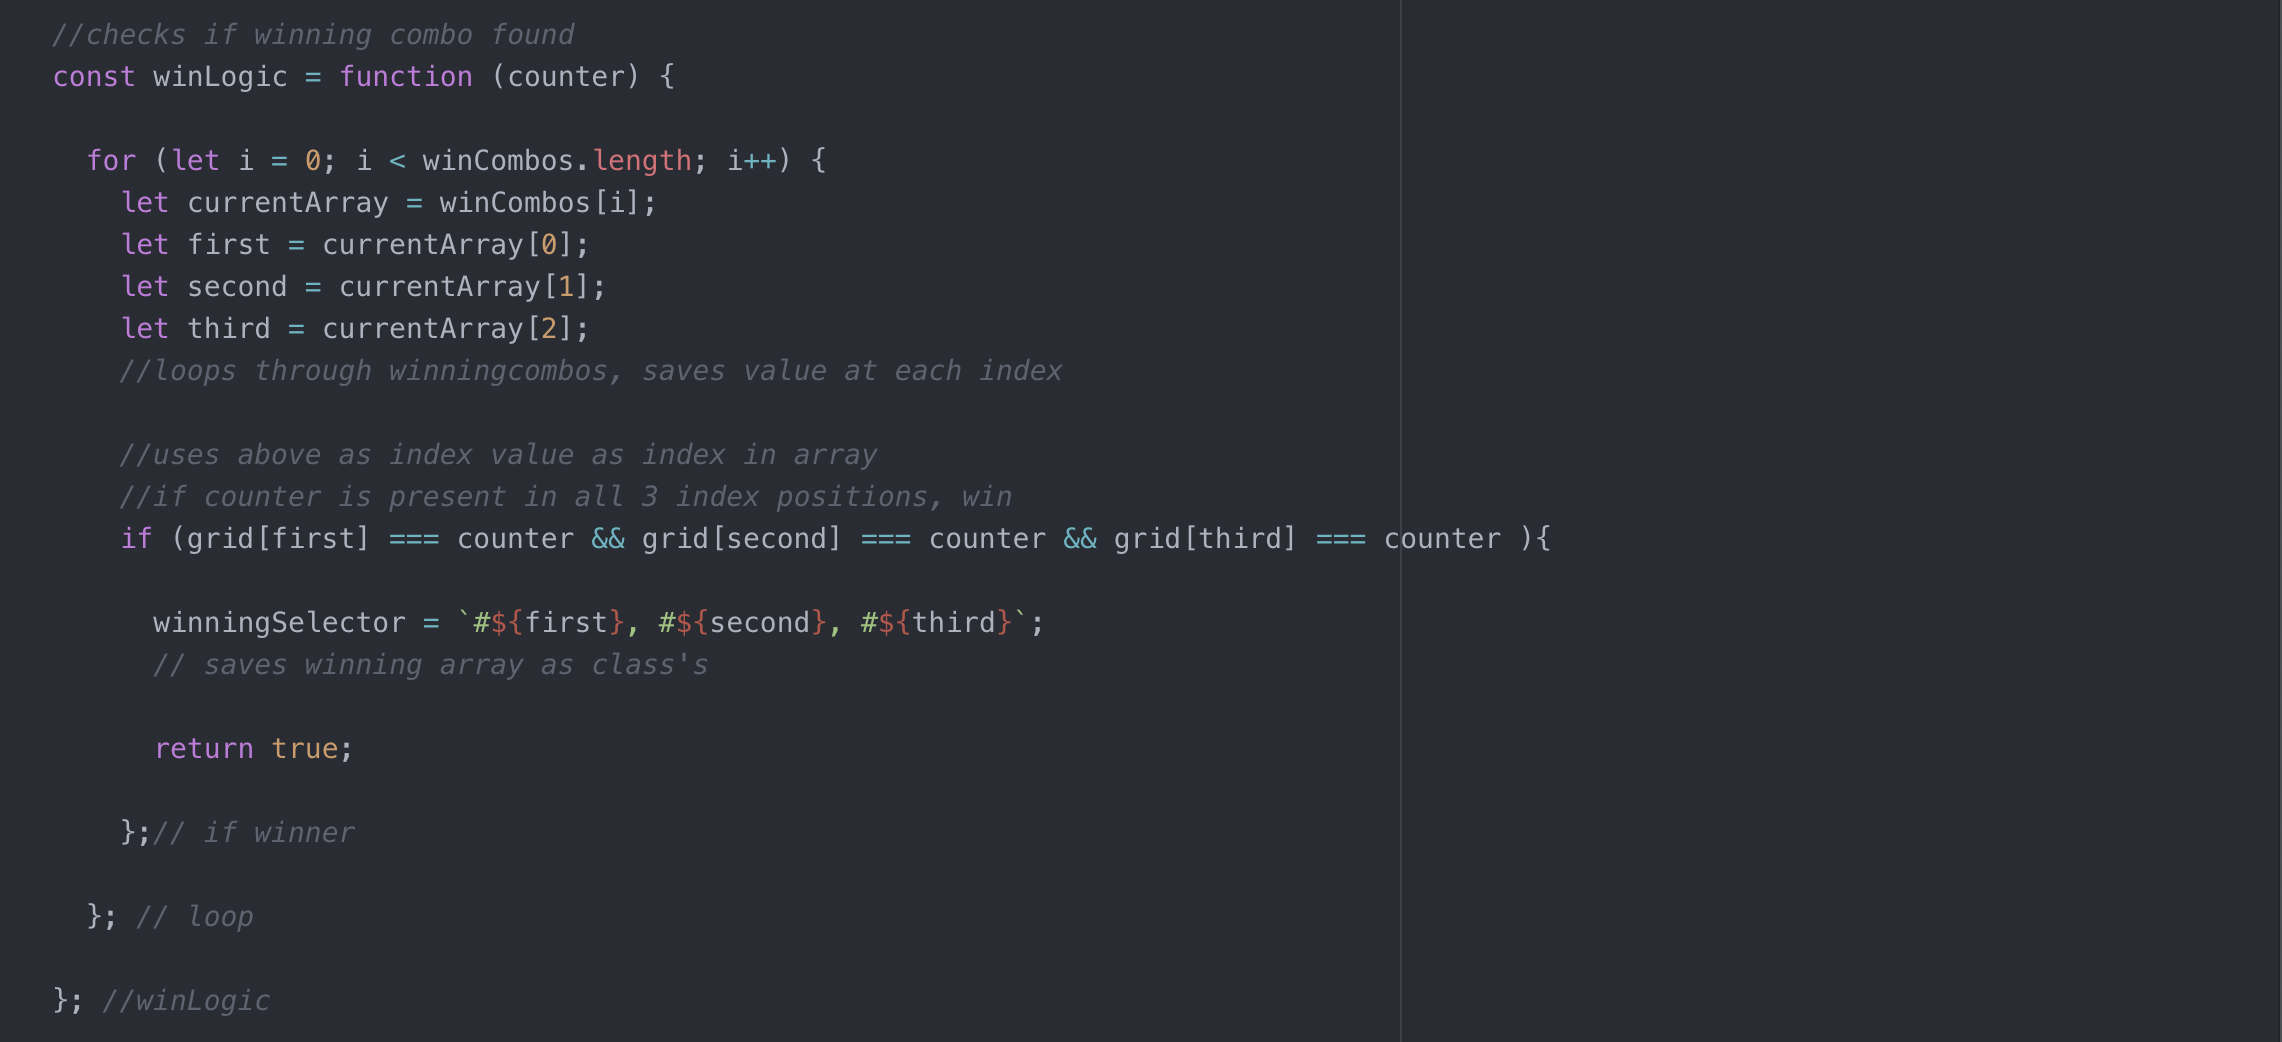 //checks if winning combo found
const winLogic = function (counter) {
for (let i = 0; i < winCombos.length; i++) {
let currentArray = winCombos[i];
let first = currentArray[0];
let second = currentArray[1];
let third = currentArray[2];
//loops through winningcombos, saves value at each index
//uses above as index value as index in array
//if counter is present in all 3 index positions, win
if (grid[first] === counter && grid[second] === counter && grid[third] === counter ){
winningSelector = `#${first}, #${second}, #${third}`;
// saves winning array as class's
return true;
};// if winner
}; // loop
}; //winLogic